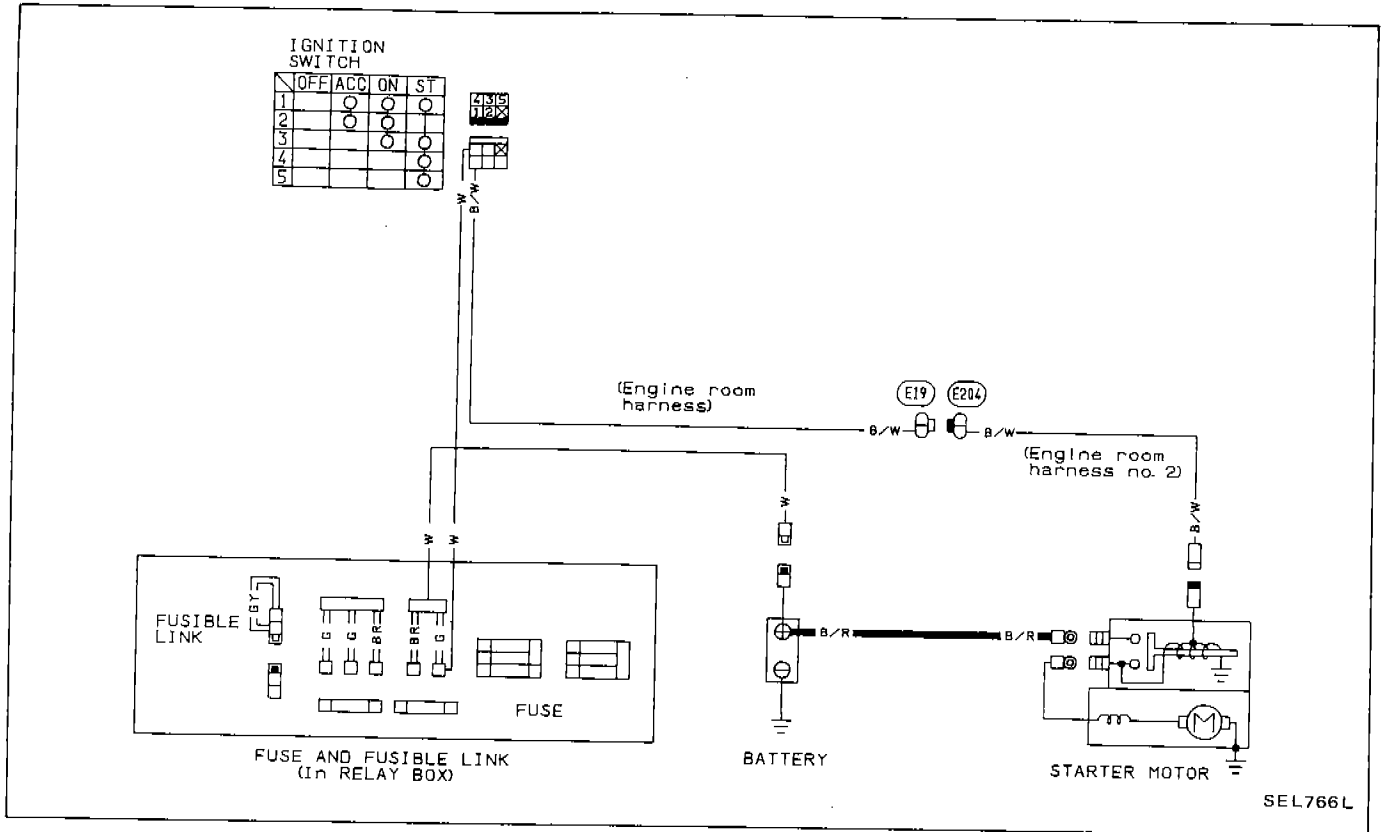 IGNITION
SWITCH
OFF ACC ON ST
1
2
3
4
5
4 3 5
1 2
W
B/W
(Engine room
harness)
E19 E204
B/W B/W
(Engine room
harness no. 2)
W
B/W
W W
FUSIBLE
LINK
GY
G G BR BR G
FUSE
B/R B/R
M
FUSE AND FUSIBLE LINK
(In RELAY BOX)
BATTERY
STARTER MOTOR
SEL766L